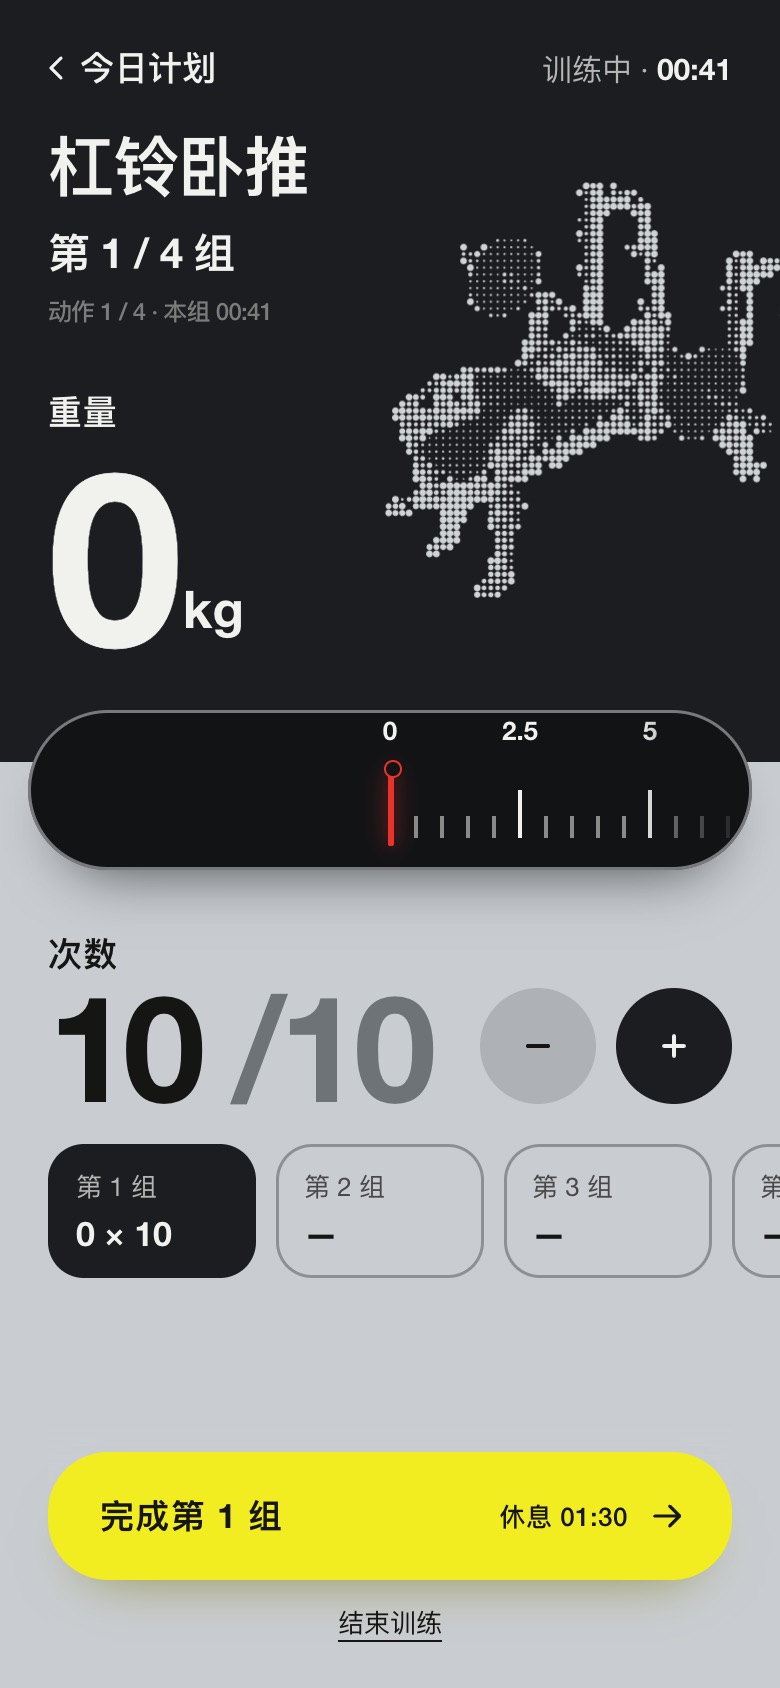 今日计划
训练中 · 00:41
杠铃卧推
第 1 / 4 组
动作 1 / 4 · 本组 00:41
重量
0kg
0 2.5 5
次数
10 /10
− +
第 1 组 第 2 组 第 3 组 第
0 × 10 – – –
完成第 1 组 休息 01:30 →
结束训练